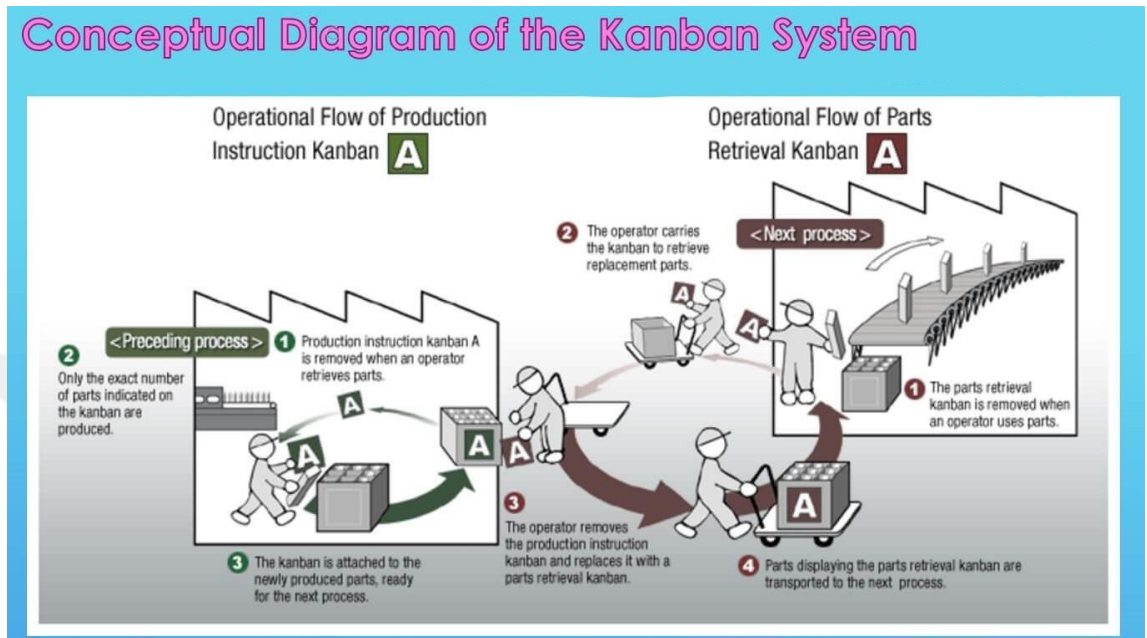 Conceptual Diagram of the Kanban System
Operational Flow of Production
Instruction Kanban A
Operational Flow of Parts
Retrieval Kanban A
<Preceding process>
1 Production instruction kanban A
is removed when an operator
retrieves parts.
2
Only the exact number
of parts indicated on
the kanban are
produced.
A
A
A
A
3 The kanban is attached to the
newly produced parts, ready
for the next process.
<Next process>
1 The parts retrieval
kanban is removed when
an operator uses parts.
2 The operator carries
the kanban to retrieve
replacement parts.
A
A
3
The operator removes
the production instruction
kanban and replaces it with a
parts retrieval kanban.
A
4 Parts displaying the parts retrieval kanban are
transported to the next process.